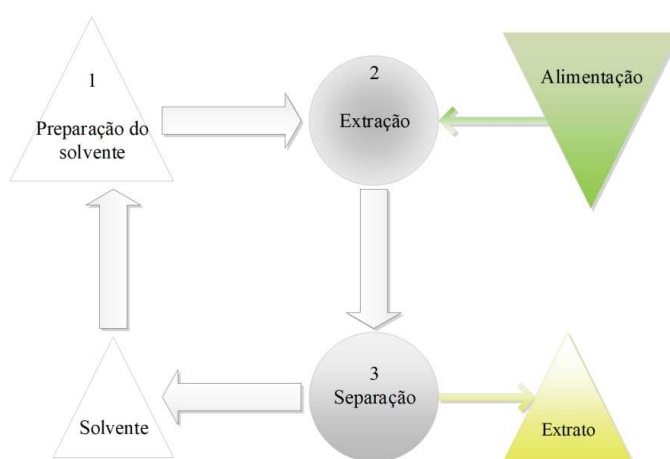 1
Preparação do
solvente
2
Extração
Alimentação
3
Separação
Solvente
Extrato